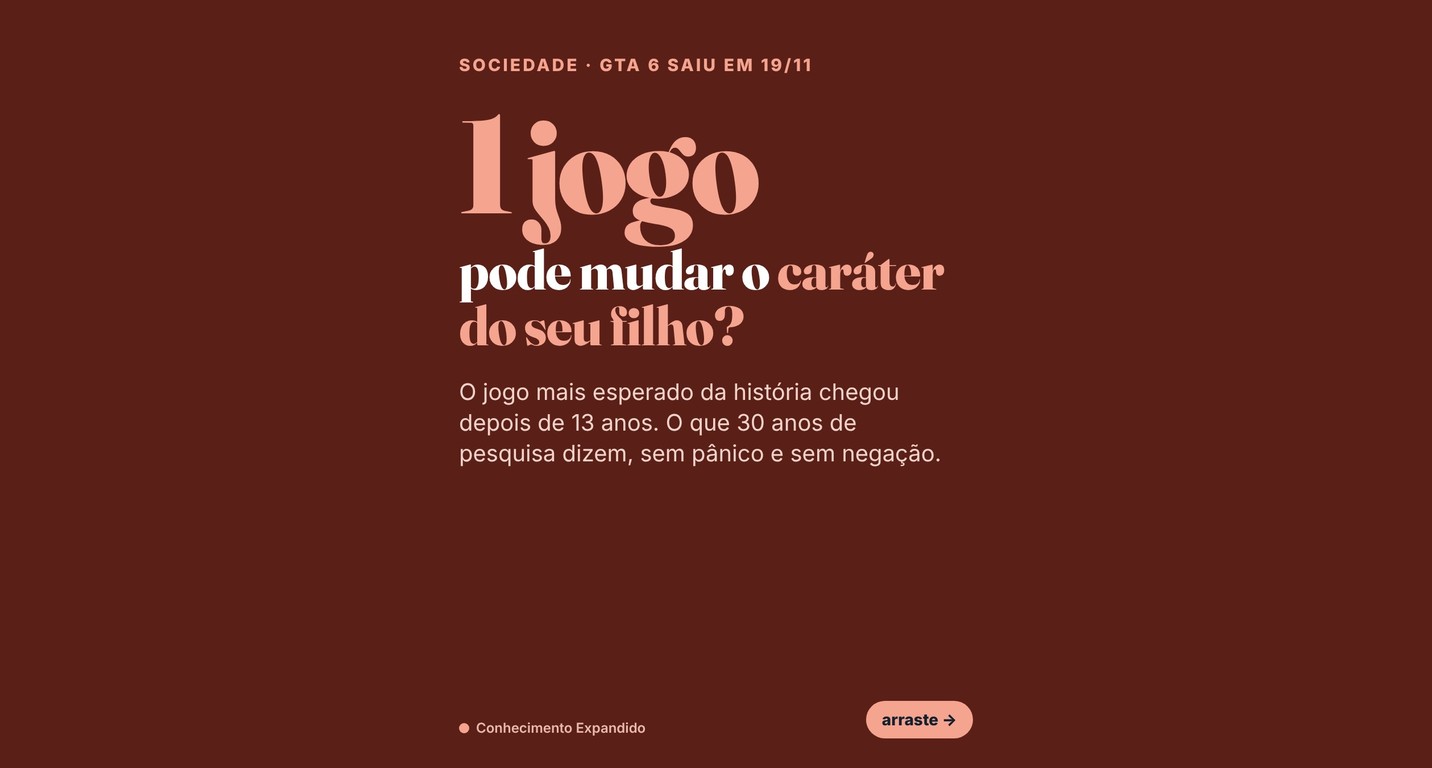 SOCIEDADE · GTA 6 SAIU EM 19/11
1 jogo
pode mudar o caráter
do seu filho?
O jogo mais esperado da história chegou
depois de 13 anos. O que 30 anos de
pesquisa dizem, sem pânico e sem negação.
Conhecimento Expandido
arraste →